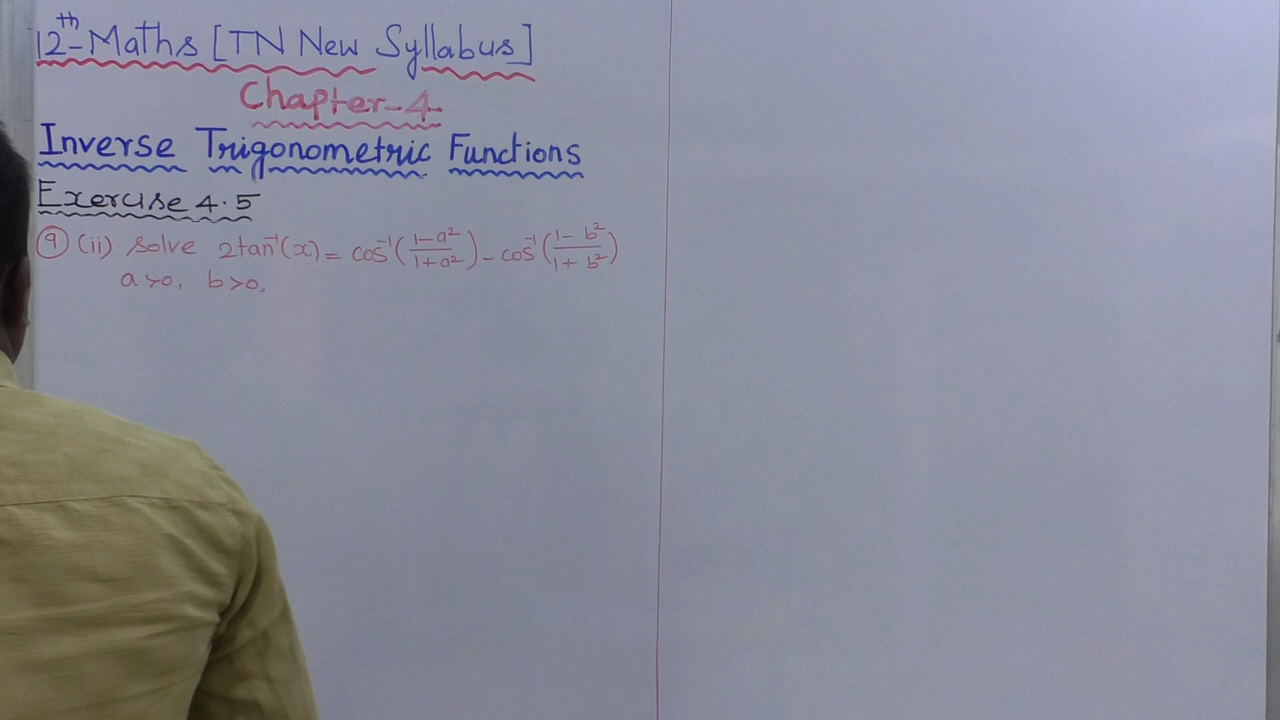 12th-Maths [TN New Syllabus]
Chapter-4
Inverse Trigonometric Functions
Exercise 4.5
9 (ii) Solve 2tan⁻¹(x) = cos⁻¹((1-a²)/(1+a²)) - cos⁻¹((1-b²)/(1+b²))
a>0, b>0,